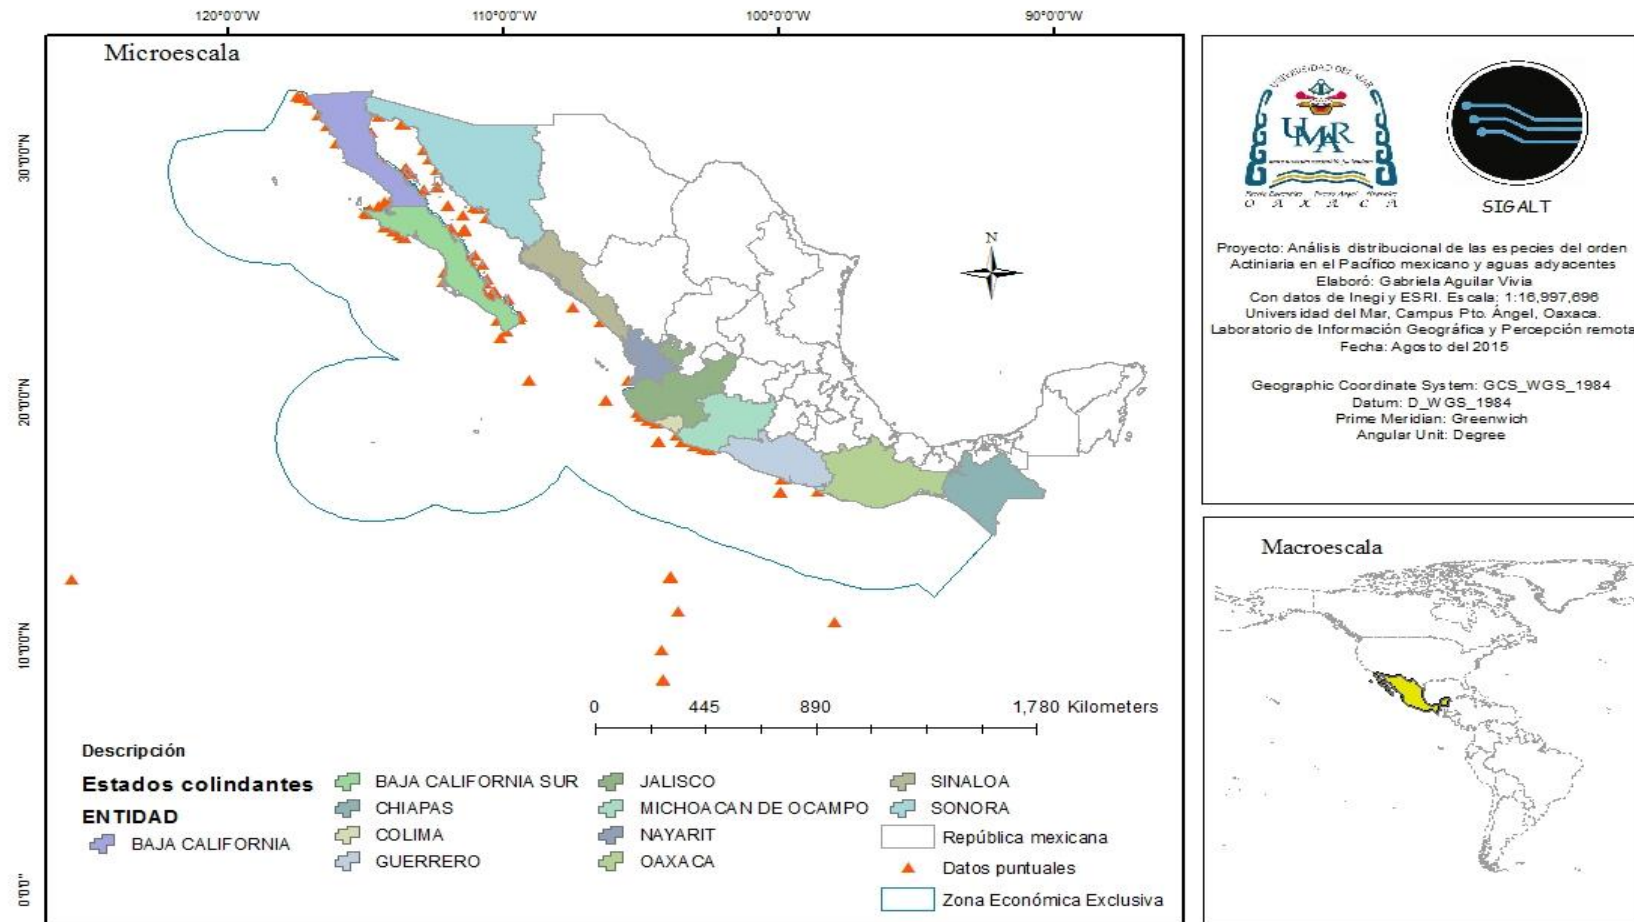 120°0'0"W
110°0'0"W
100°0'0"W
90°0'0"W
30°0'0"N
20°0'0"N
10°0'0"N
0°0'0"
Microescala
N
0 445 890 1,780 Kilometers
Descripción
Estados colindantes
ENTIDAD
BAJA CALIFORNIA
BAJA CALIFORNIA SUR
CHIAPAS
COLIMA
GUERRERO
JALISCO
MICHOACAN DE OCAMPO
NAYARIT
OAXACA
SINALOA
SONORA
República mexicana
Datos puntuales
Zona Económica Exclusiva
UNIVERSIDAD DEL MAR
UMAR
O A X A C A
SIGALT
Proyecto: Análisis distribucional de las especies del orden
Actiniaria en el Pacífico mexicano y aguas adyacentes
Elaboró: Gabriela Aguilar Vivia
Con datos de Inegi y ESRI. Escala: 1:16,997,696
Universidad del Mar, Campus Pto. Ángel, Oaxaca.
Laboratorio de Información Geográfica y Percepción remota
Fecha: Agosto del 2015
Geographic Coordinate System: GCS_WGS_1984
Datum: D_WGS_1984
Prime Meridian: Greenwich
Angular Unit: Degree
Macroescala